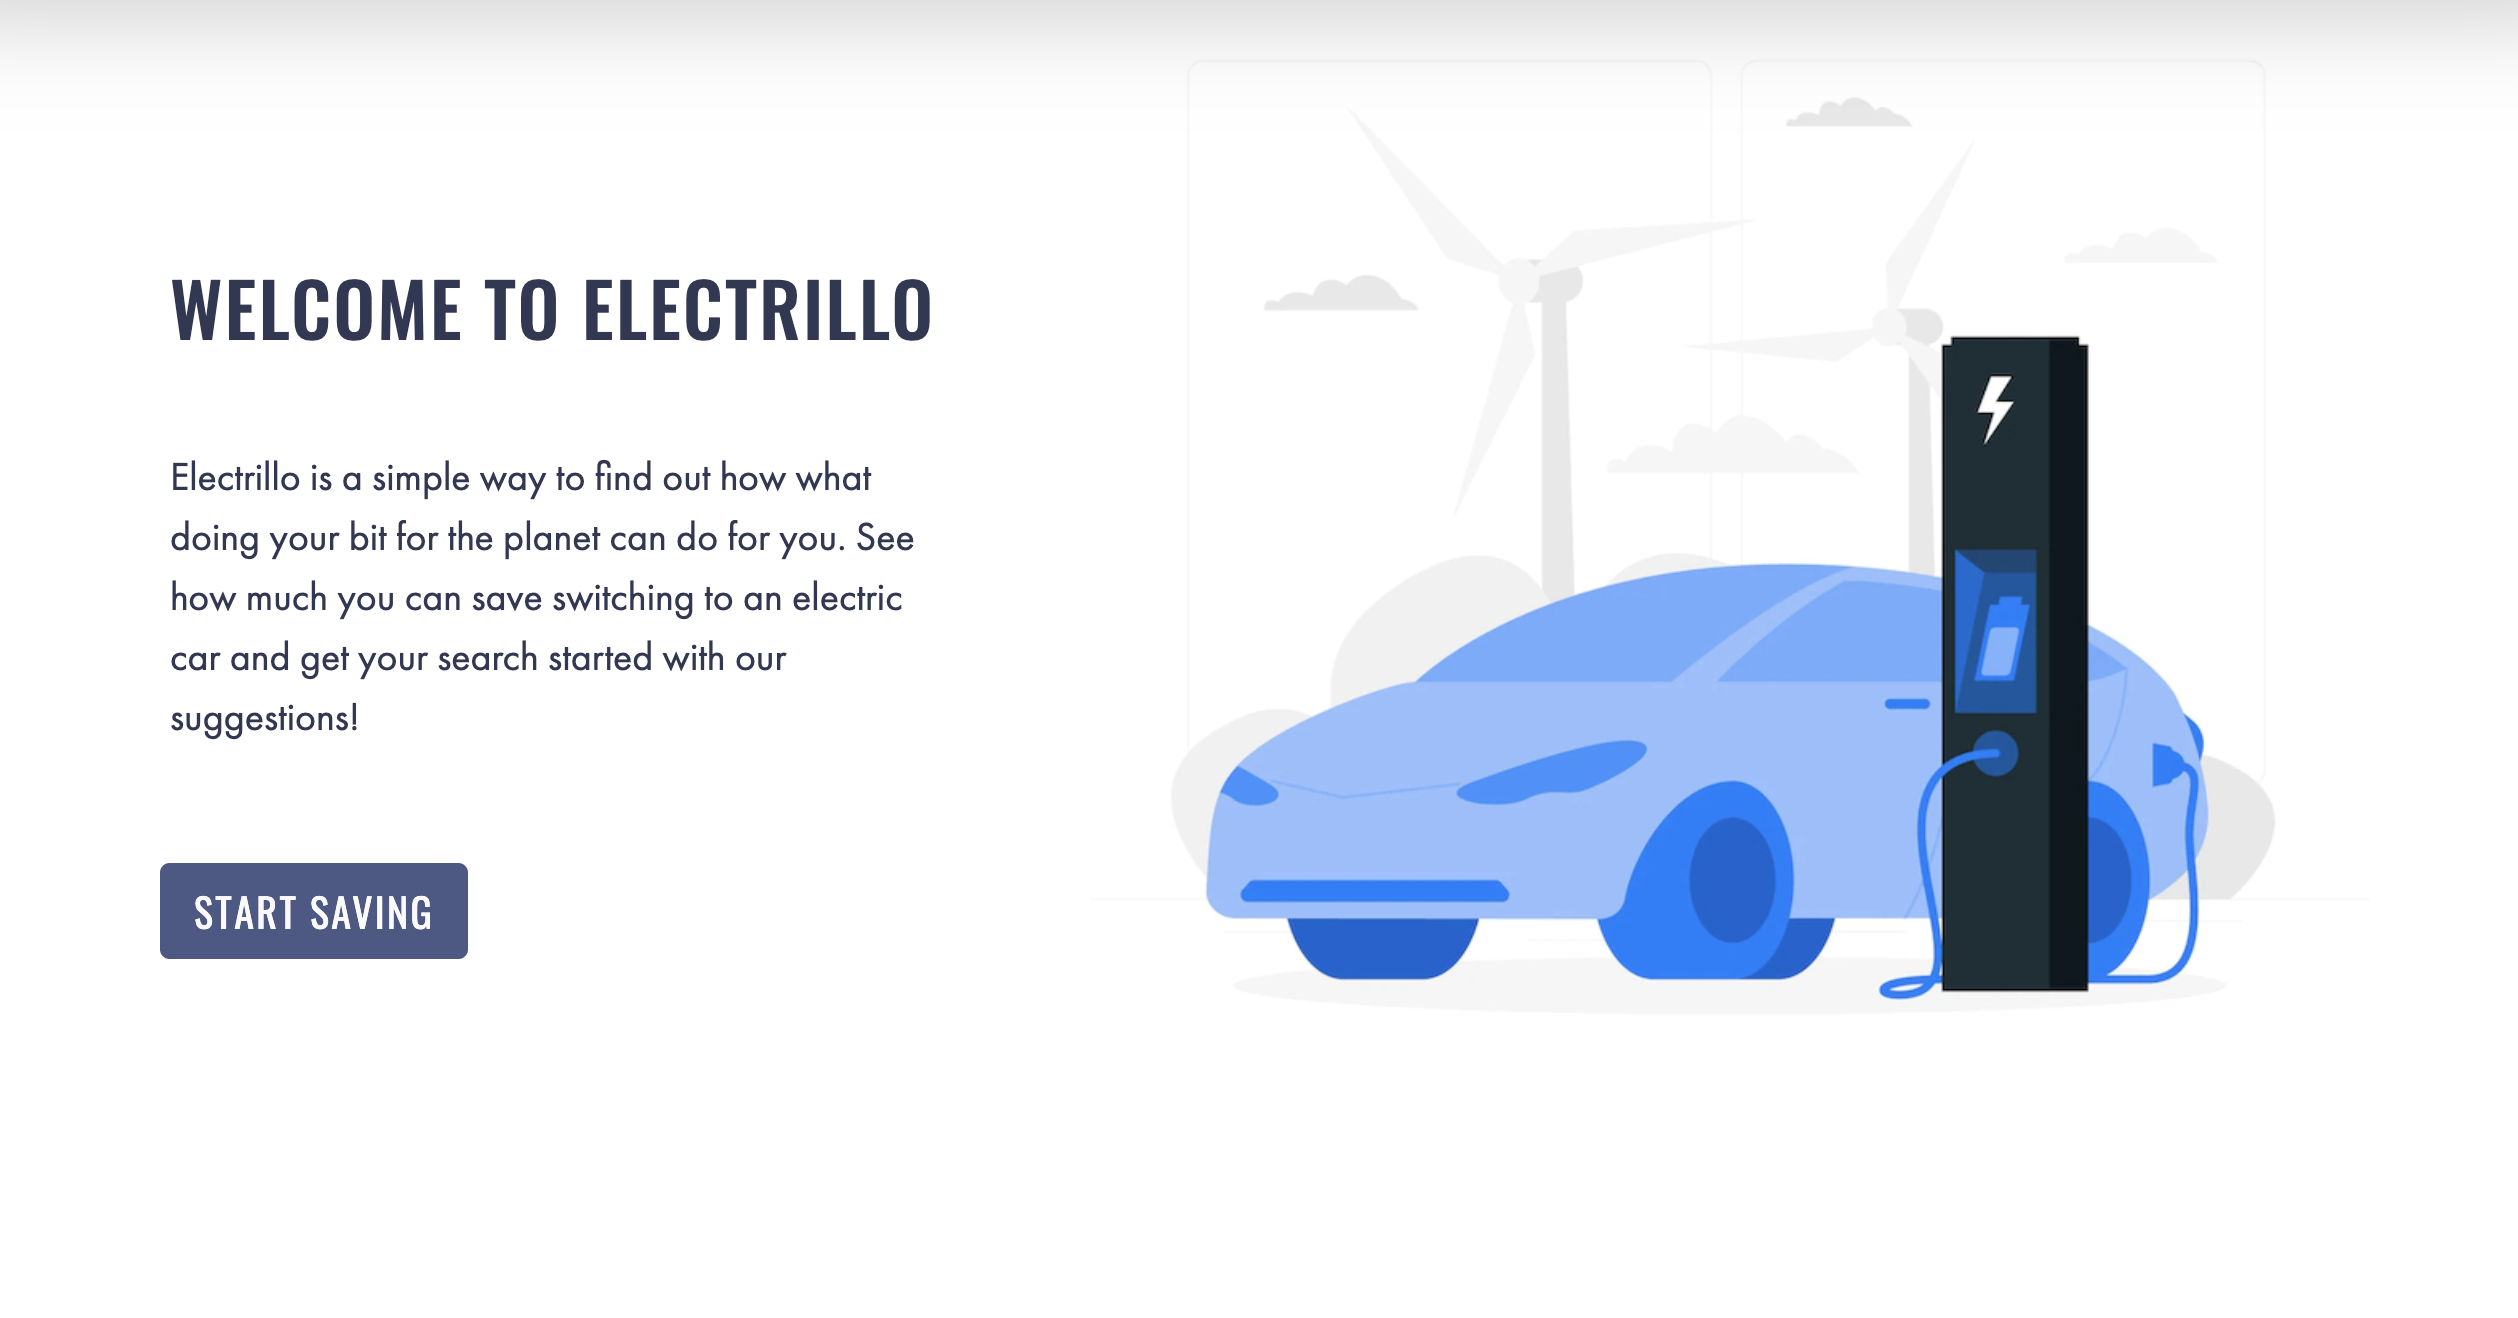 WELCOME TO ELECTRILLO
Electrillo is a simple way to find out how what
doing your bit for the planet can do for you. See
how much you can save switching to an electric
car and get your search started with our
suggestions!
START SAVING